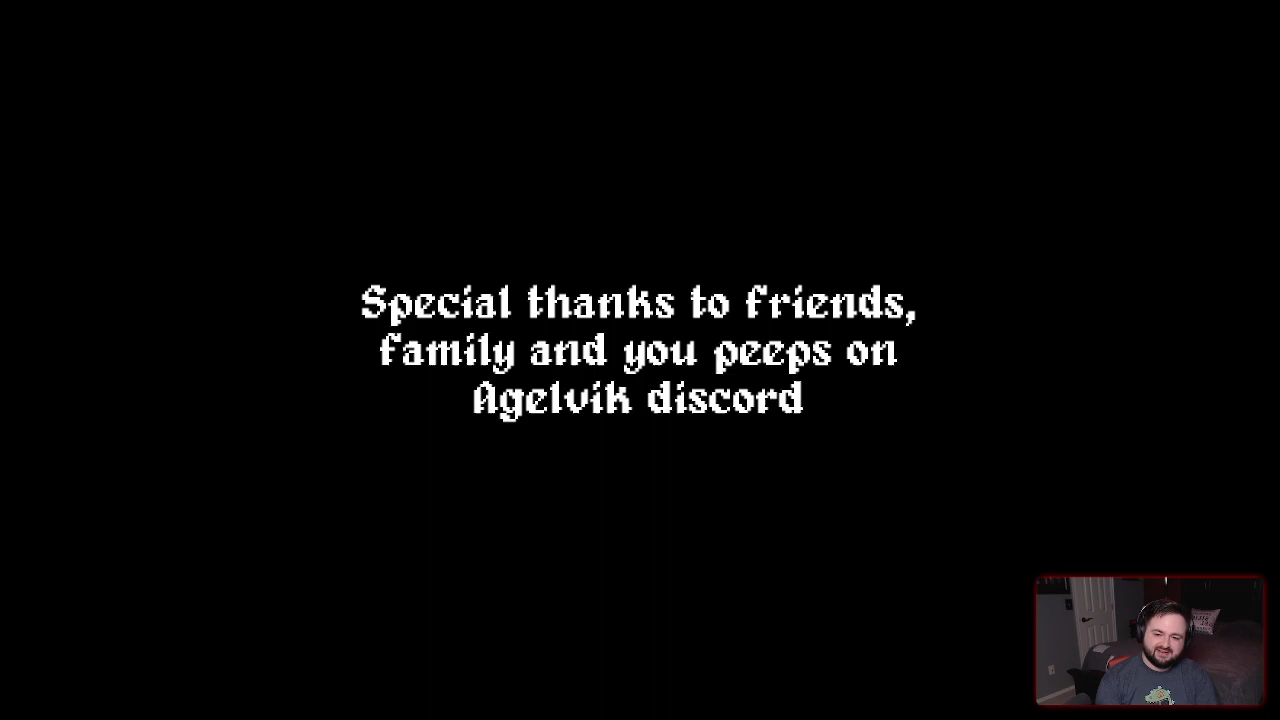 Special thanks to friends,
family and you peeps on
Agelvik discord